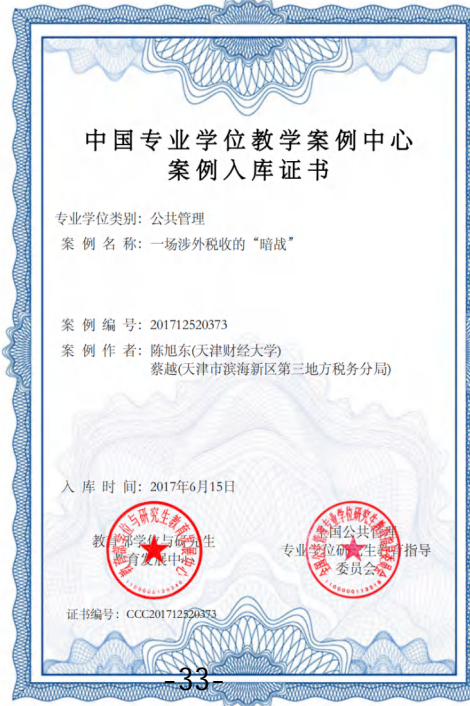 中国专业学位教学案例中心
案例入库证书
专业学位类别：公共管理
案 例 名 称：一场涉外税收的“暗战”
案 例 编 号：201712520373
案 例 作 者：陈旭东(天津财经大学)
蔡越(天津市滨海新区第三地方税务分局)
入 库 时 间：2017年6月15日
教育部学位与研究生
教育发展中心
全国公共管理
专业学位研究生教育指导
委员会
证书编号：CCC201712520373
-33-